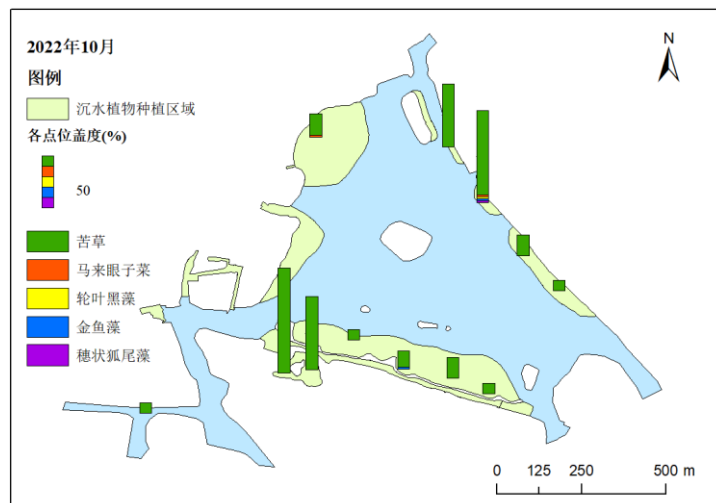 2022年10月
图例
沉水植物种植区域
各点位盖度(%)
50
苦草
马来眼子菜
轮叶黑藻
金鱼藻
穗状狐尾藻
N
0 125 250 500 m